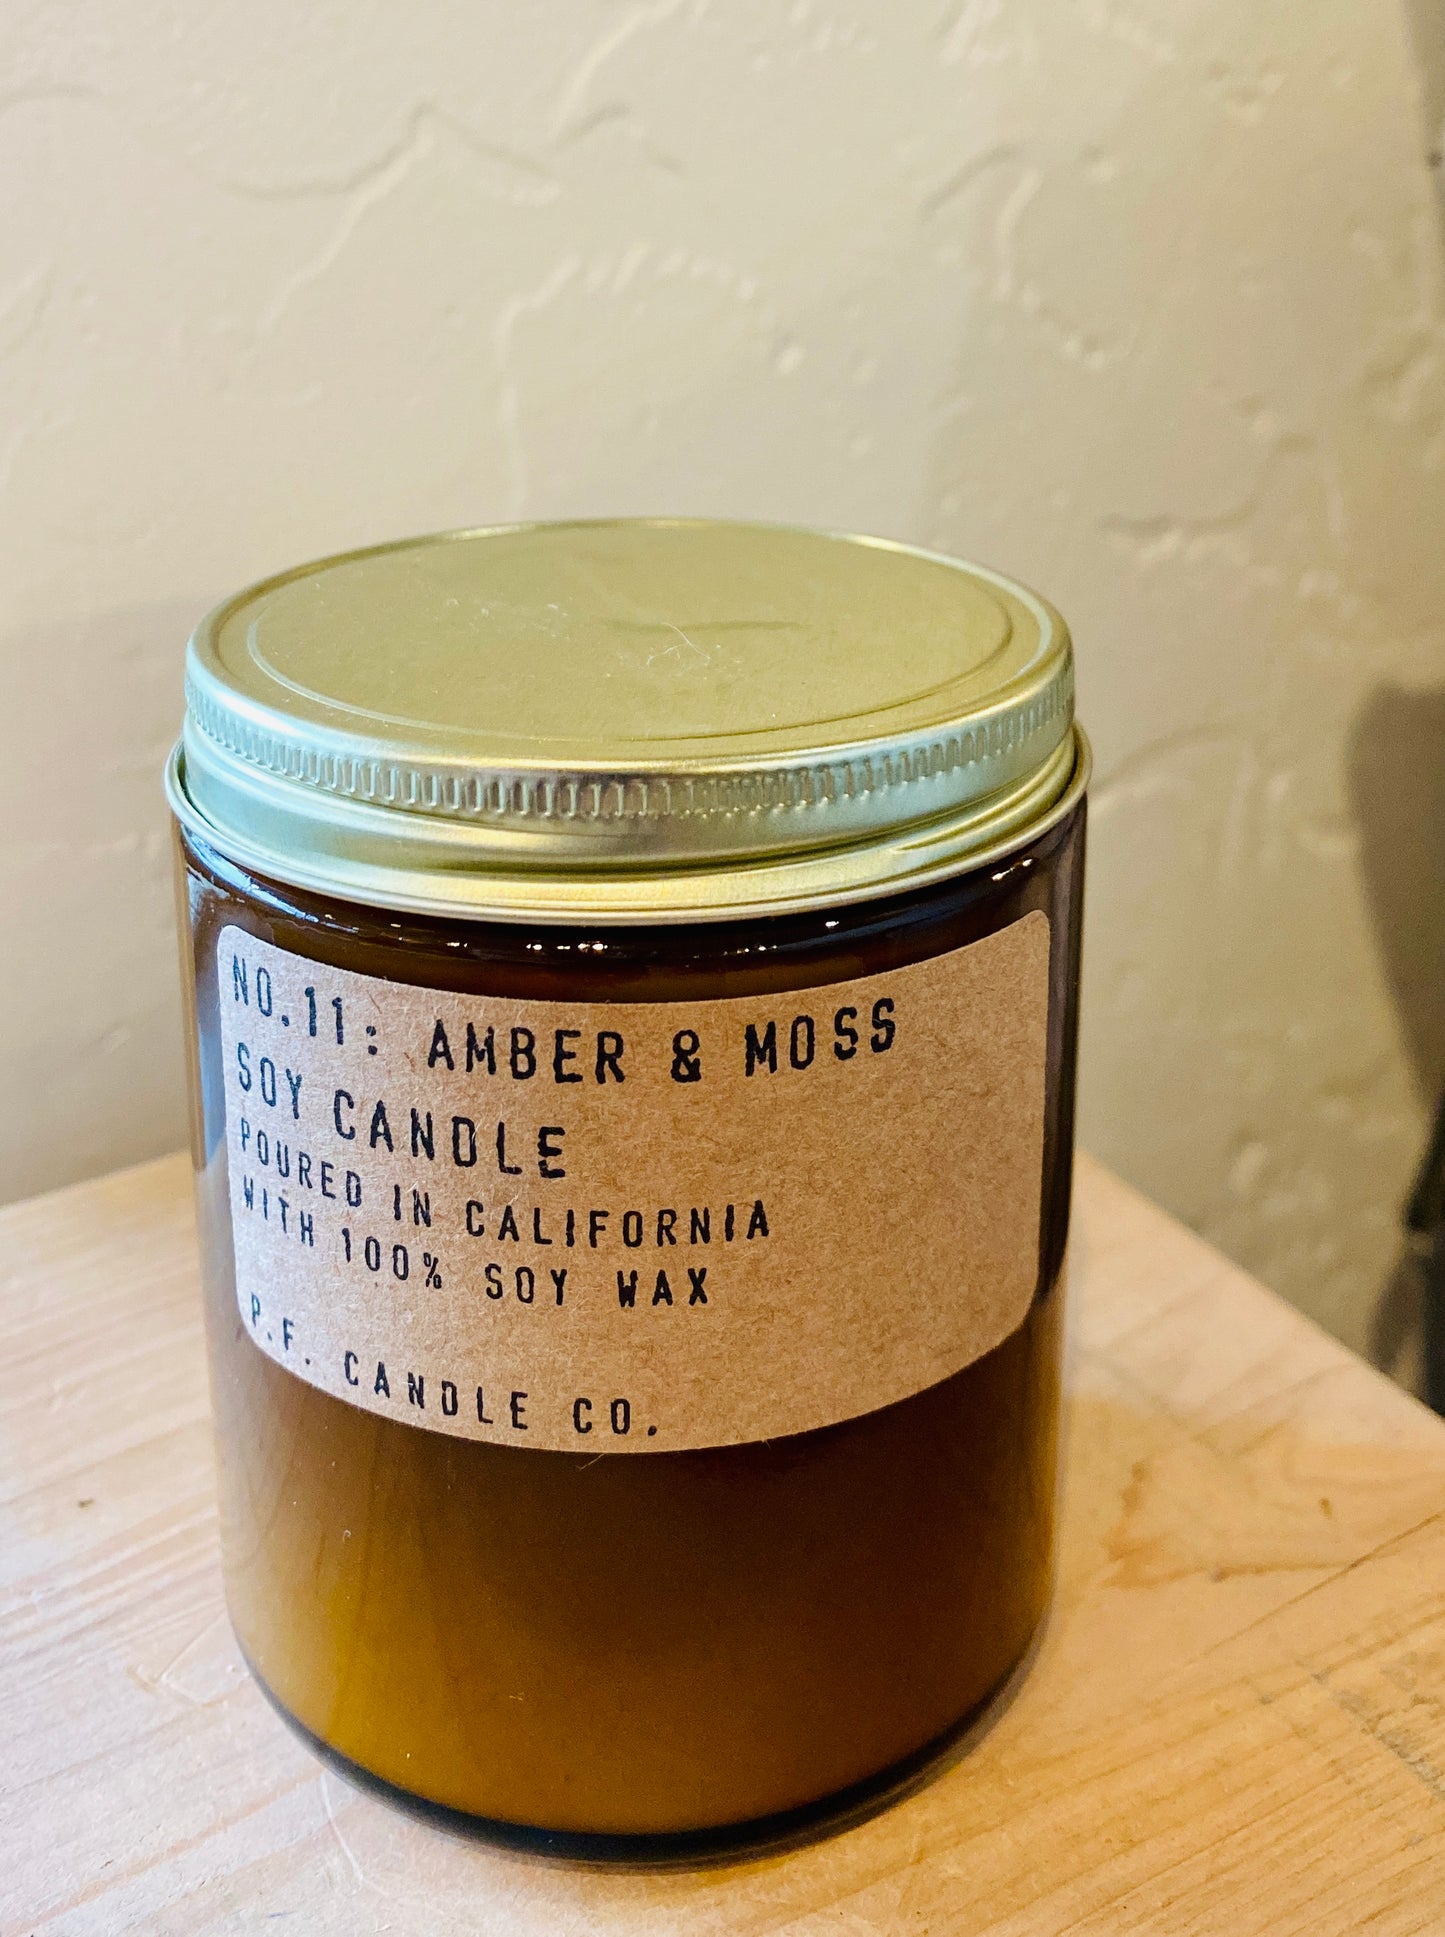 NO.11: AMBER & MOSS
SOY CANDLE
POURED IN CALIFORNIA
WITH 100% SOY WAX
P.F. CANDLE CO.